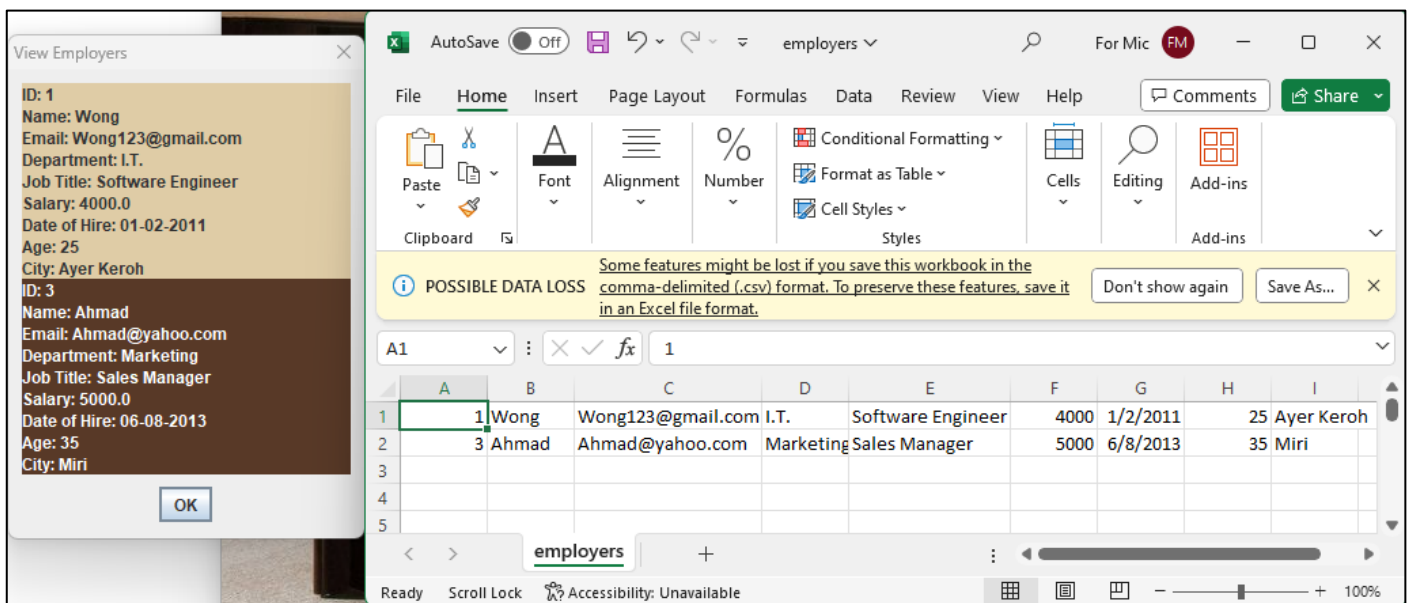 View Employers
ID: 1
Name: Wong
Email: Wong123@gmail.com
Department: I.T.
Job Title: Software Engineer
Salary: 4000.0
Date of Hire: 01-02-2011
Age: 25
City: Ayer Keroh
ID: 3
Name: Ahmad
Email: Ahmad@yahoo.com
Department: Marketing
Job Title: Sales Manager
Salary: 5000.0
Date of Hire: 06-08-2013
Age: 35
City: Miri
OK
AutoSave Off employers For Mic FM
File Home Insert Page Layout Formulas Data Review View Help Comments Share
Paste Font Alignment Number Conditional Formatting Format as Table Cell Styles Cells Editing Add-ins
Clipboard Styles Add-ins
POSSIBLE DATA LOSS Some features might be lost if you save this workbook in the
comma-delimited (.csv) format. To preserve these features, save it
in an Excel file format.
Don't show again Save As...
A1 fx 1
A B C D E F G H I
1 1 Wong Wong123@gmail.com I.T. Software Engineer 4000 1/2/2011 25 Ayer Keroh
2 3 Ahmad Ahmad@yahoo.com Marketing Sales Manager 5000 6/8/2013 35 Miri
3
4
5
employers +
Ready Scroll Lock Accessibility: Unavailable 100%